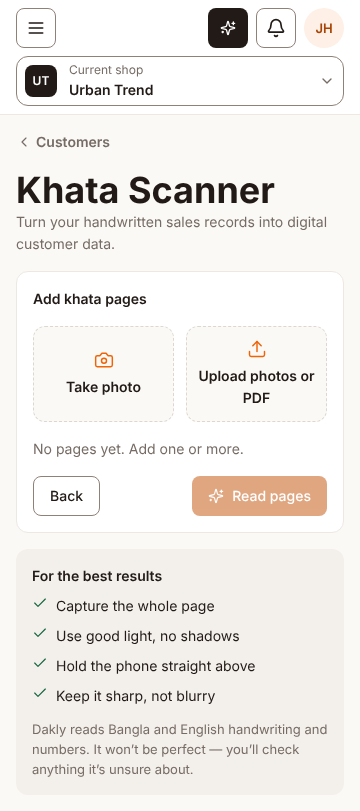 JH
UT
Current shop
Urban Trend
Customers
Khata Scanner
Turn your handwritten sales records into digital
customer data.
Add khata pages
Take photo
Upload photos or
PDF
No pages yet. Add one or more.
Back
Read pages
For the best results
Capture the whole page
Use good light, no shadows
Hold the phone straight above
Keep it sharp, not blurry
Dakly reads Bangla and English handwriting and
numbers. It won’t be perfect — you’ll check
anything it’s unsure about.